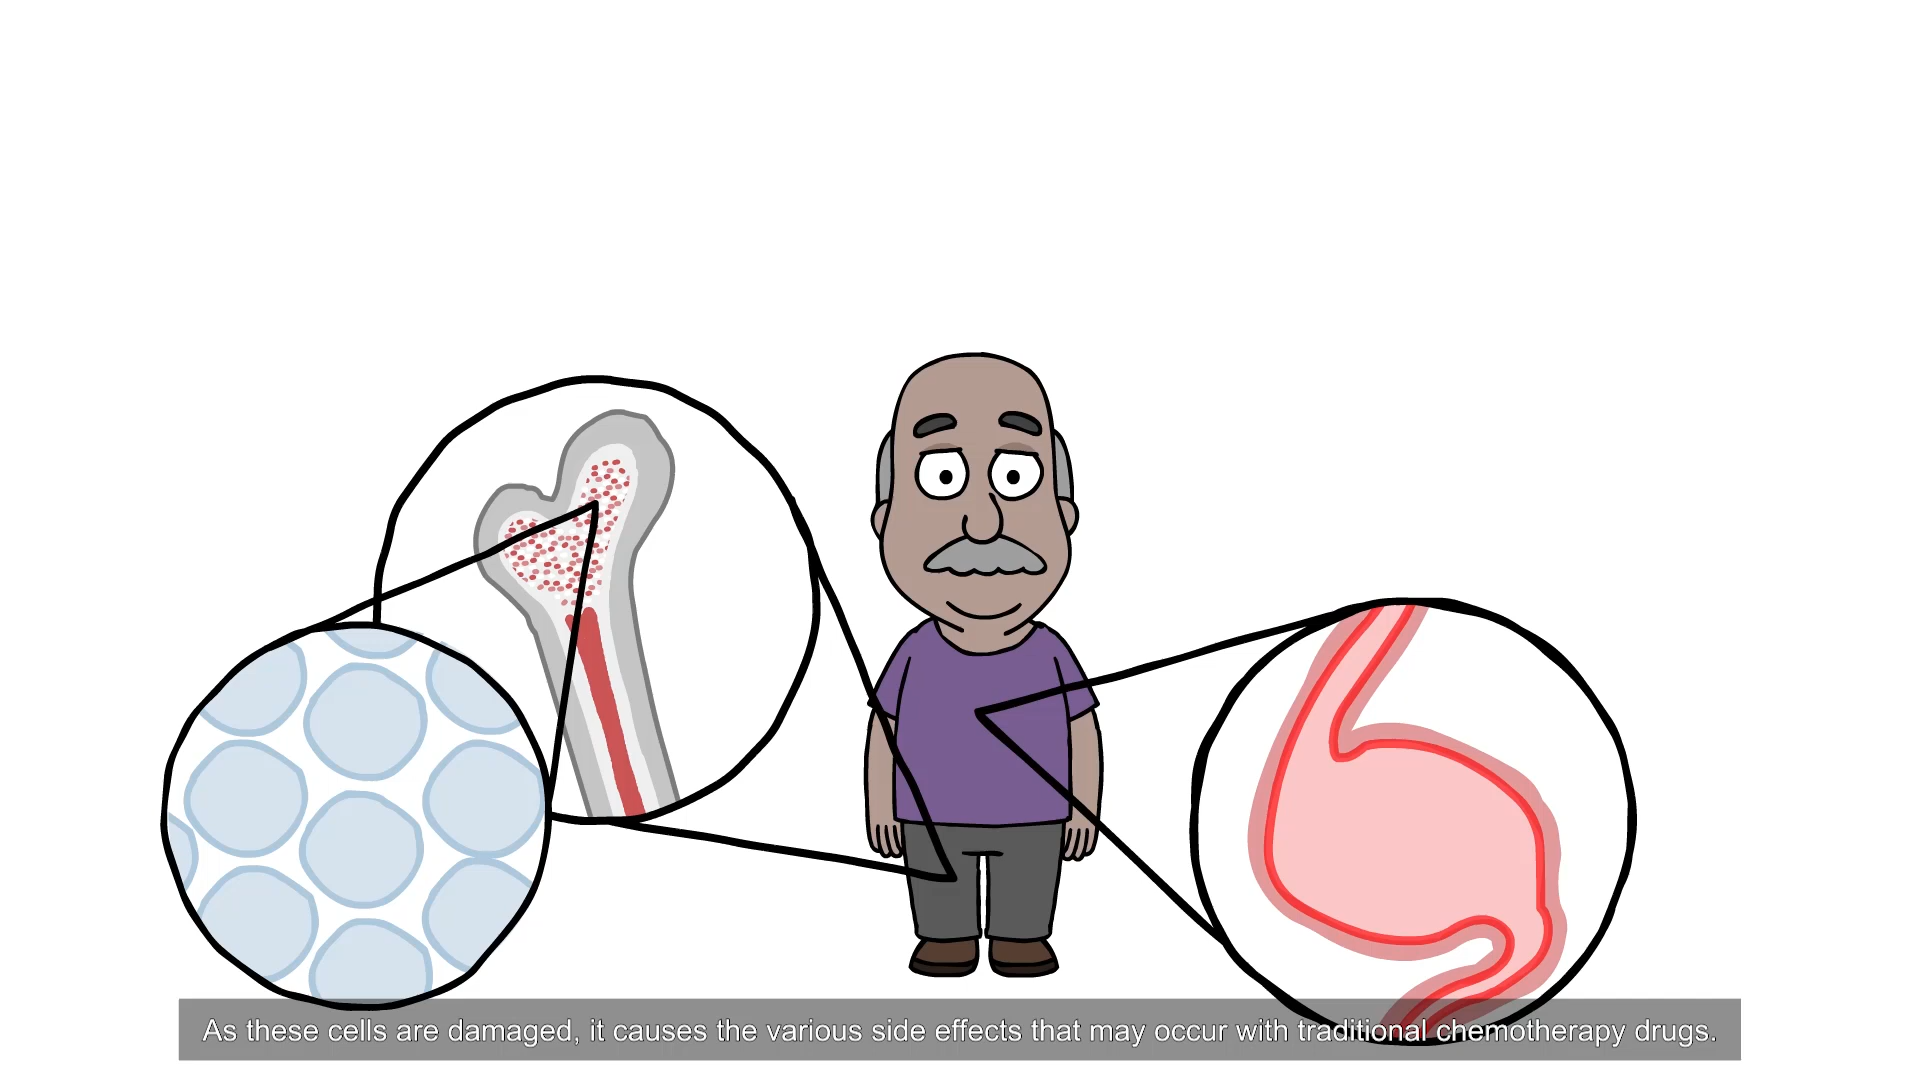 As these cells are damaged, it causes the various side effects that may occur with traditional chemotherapy drugs.